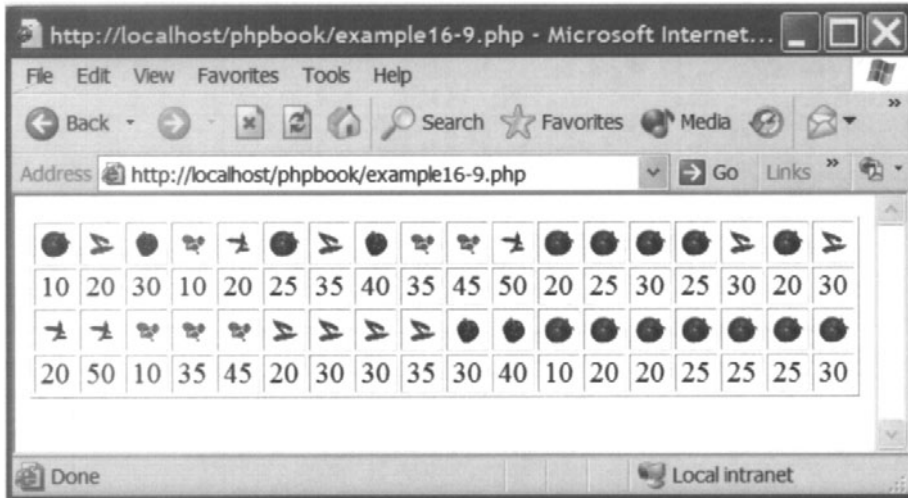 http://localhost/phpbook/example16-9.php - Microsoft Internet...
File Edit View Favorites Tools Help
Back Search Favorites Media »
Address http://localhost/phpbook/example16-9.php Go Links »
10 20 30 10 20 25 35 40 35 45 50 20 25 30 25 30 20 30
20 50 10 35 45 20 30 30 35 30 40 10 20 20 25 25 25 30
Done Local intranet